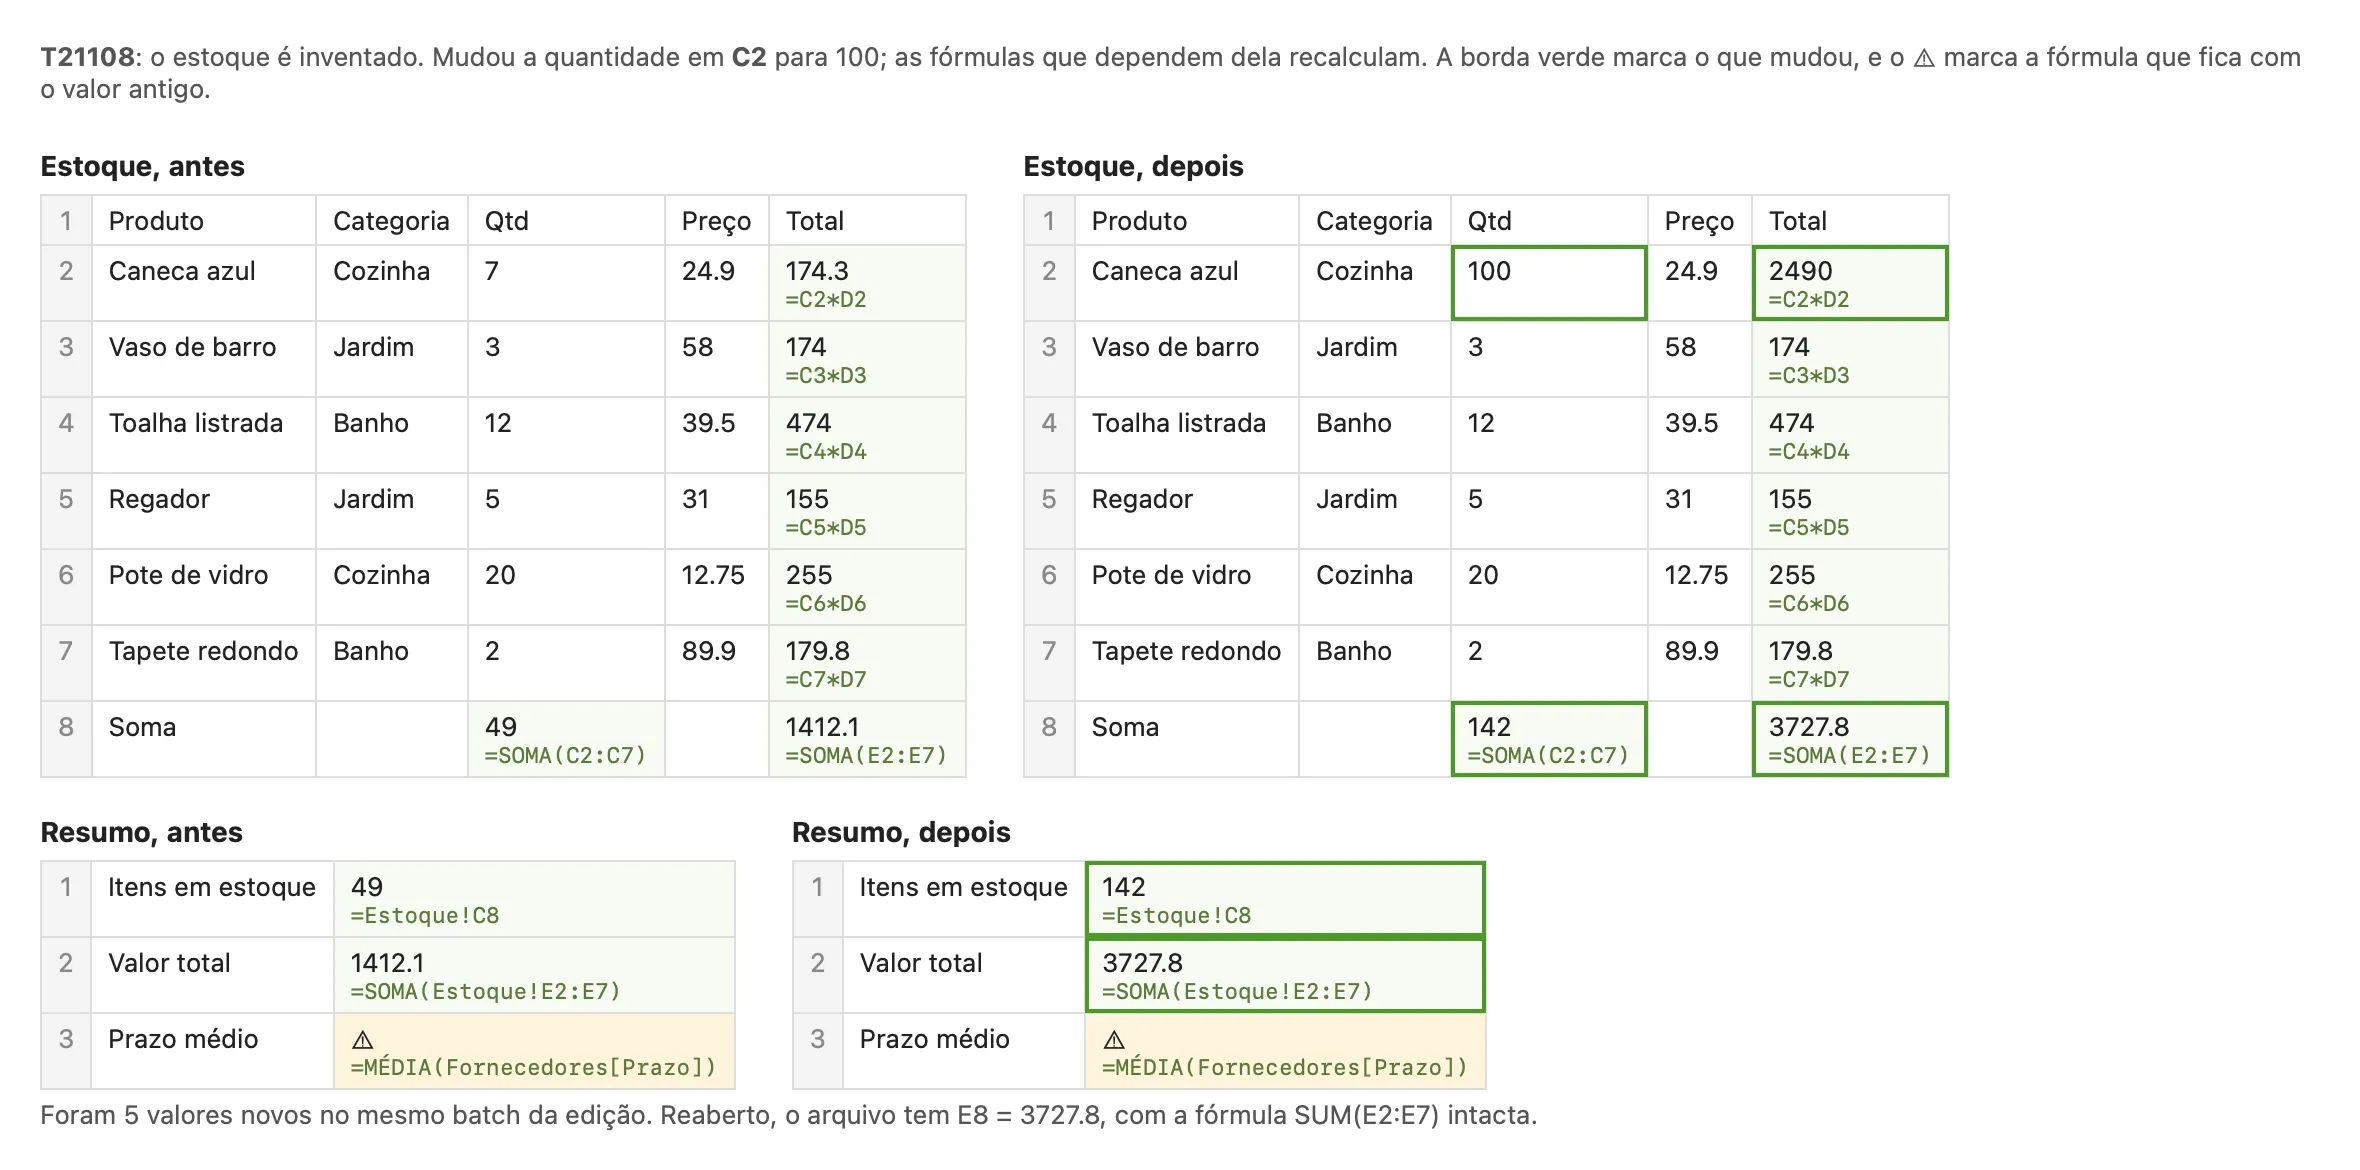 T21108: o estoque é inventado. Mudou a quantidade em C2 para 100; as fórmulas que dependem dela recalculam. A borda verde marca o que mudou, e o ⚠ marca a fórmula que fica com
o valor antigo.
Estoque, antes
1 Produto Categoria Qtd Preço Total
2 Caneca azul Cozinha 7 24.9 174.3
=C2*D2
3 Vaso de barro Jardim 3 58 174
=C3*D3
4 Toalha listrada Banho 12 39.5 474
=C4*D4
5 Regador Jardim 5 31 155
=C5*D5
6 Pote de vidro Cozinha 20 12.75 255
=C6*D6
7 Tapete redondo Banho 2 89.9 179.8
=C7*D7
8 Soma 49 1412.1
=SOMA(C2:C7) =SOMA(E2:E7)
Estoque, depois
1 Produto Categoria Qtd Preço Total
2 Caneca azul Cozinha 100 24.9 2490
=C2*D2
3 Vaso de barro Jardim 3 58 174
=C3*D3
4 Toalha listrada Banho 12 39.5 474
=C4*D4
5 Regador Jardim 5 31 155
=C5*D5
6 Pote de vidro Cozinha 20 12.75 255
=C6*D6
7 Tapete redondo Banho 2 89.9 179.8
=C7*D7
8 Soma 142 3727.8
=SOMA(C2:C7) =SOMA(E2:E7)
Resumo, antes
1 Itens em estoque 49
=Estoque!C8
2 Valor total 1412.1
=SOMA(Estoque!E2:E7)
3 Prazo médio ⚠
=MÉDIA(Fornecedores[Prazo])
Resumo, depois
1 Itens em estoque 142
=Estoque!C8
2 Valor total 3727.8
=SOMA(Estoque!E2:E7)
3 Prazo médio ⚠
=MÉDIA(Fornecedores[Prazo])
Foram 5 valores novos no mesmo batch da edição. Reaberto, o arquivo tem E8 = 3727.8, com a fórmula SUM(E2:E7) intacta.